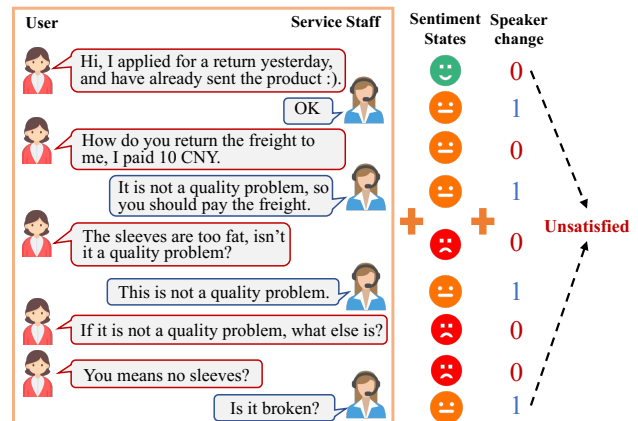 User Service Staff Sentiment States Speaker change
Hi, I applied for a return yesterday,
and have already sent the product :).
0
OK
1
How do you return the freight to
me, I paid 10 CNY.
0
It is not a quality problem, so
you should pay the freight.
1
The sleeves are too fat, isn't
it a quality problem?
0
Unsatisfied
This is not a quality problem.
1
If it is not a quality problem, what else is?
0
You means no sleeves?
0
Is it broken?
1